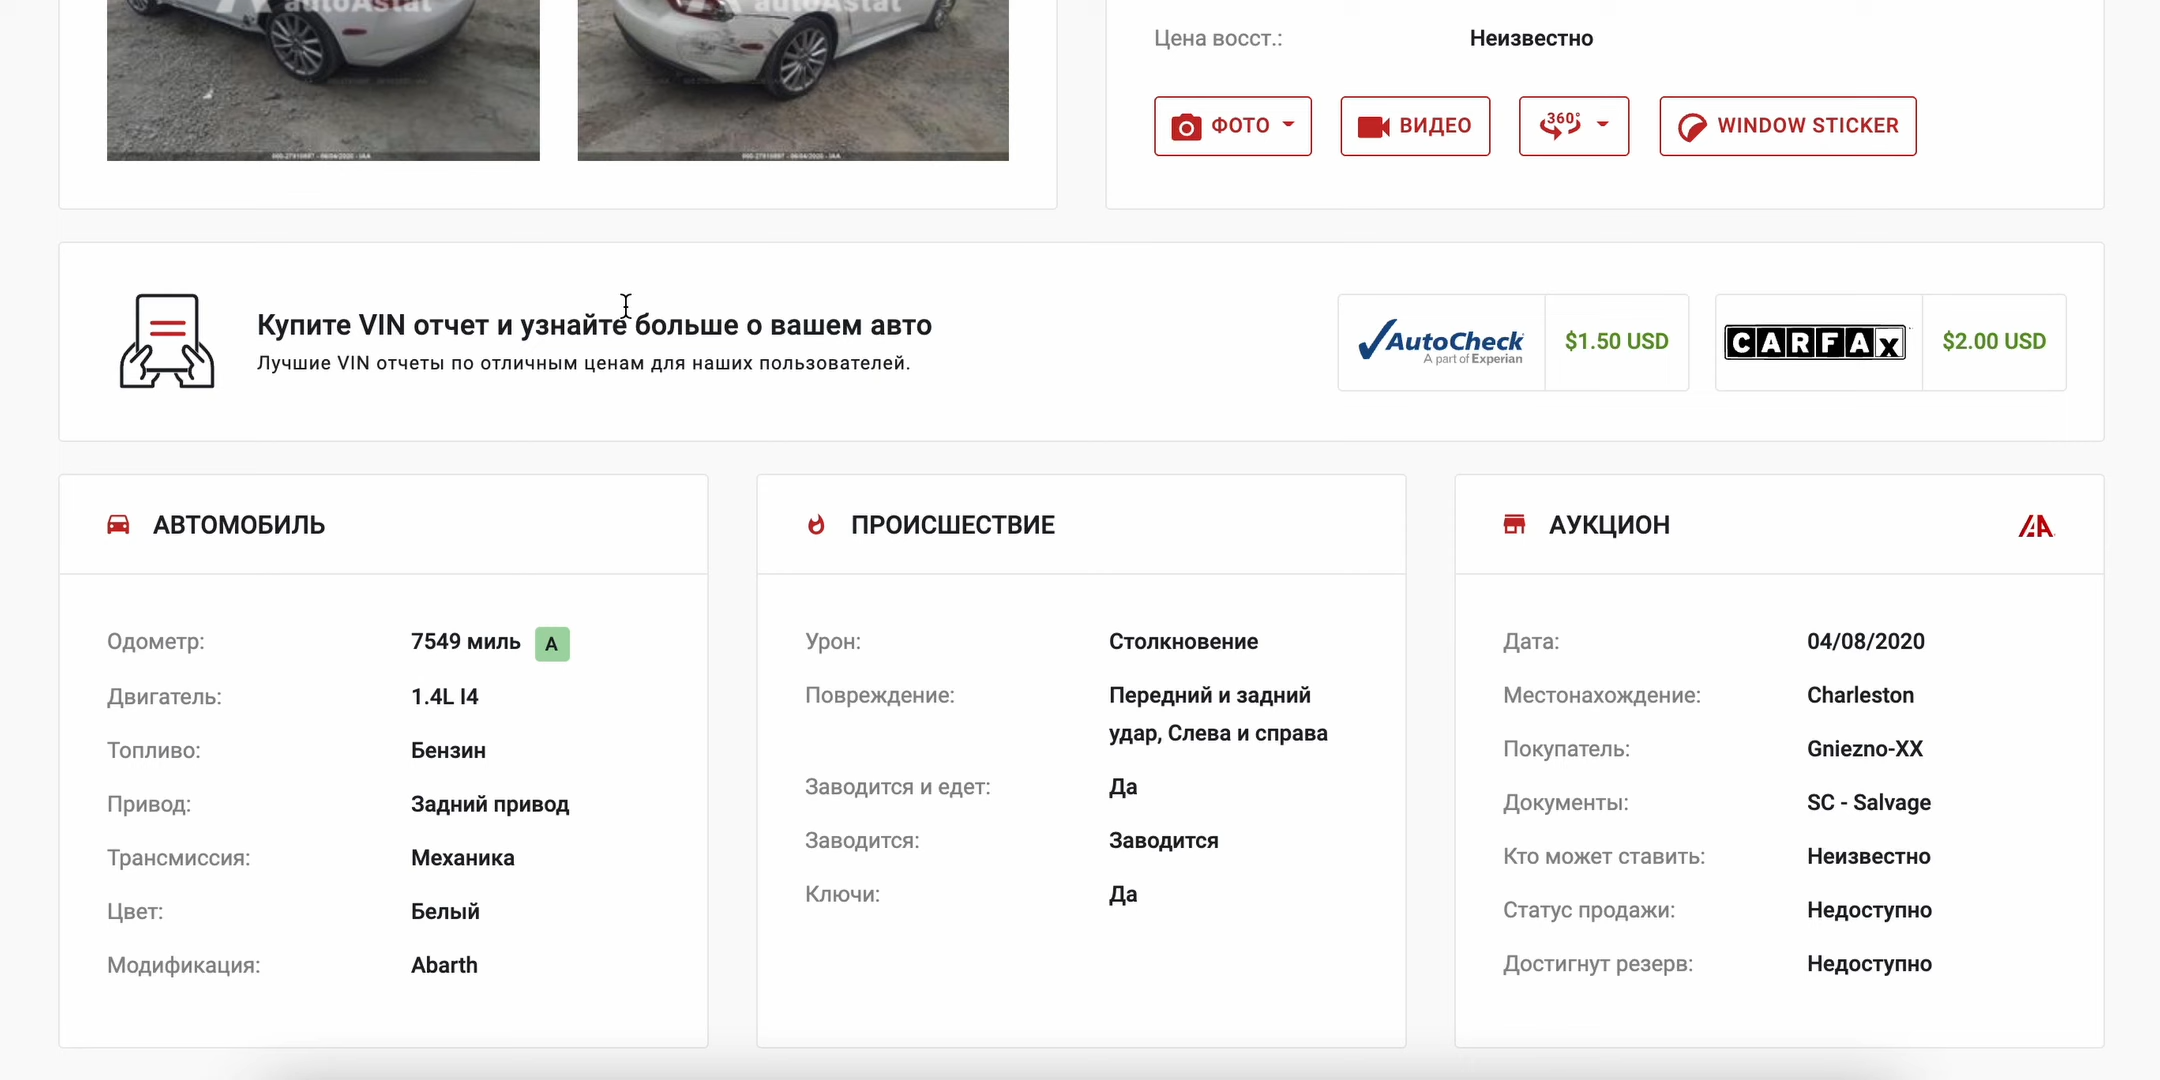 autoAstat
autoAstat
Цена восст.: Неизвестно
ФОТО
ВИДЕО
360°
WINDOW STICKER
Купите VIN отчет и узнайте больше о вашем авто
Лучшие VIN отчеты по отличным ценам для наших пользователей.
AutoCheck
A part of Experian
$1.50 USD
CARFAX
$2.00 USD
АВТОМОБИЛЬ
Одометр: 7549 миль A
Двигатель: 1.4L I4
Топливо: Бензин
Привод: Задний привод
Трансмиссия: Механика
Цвет: Белый
Модификация: Abarth
ПРОИСШЕСТВИЕ
Урон: Столкновение
Повреждение: Передний и задний
удар, Слева и справа
Заводится и едет: Да
Заводится: Заводится
Ключи: Да
АУКЦИОН
IAA
Дата: 04/08/2020
Местонахождение: Charleston
Покупатель: Gniezno-XX
Документы: SC - Salvage
Кто может ставить: Неизвестно
Статус продажи: Недоступно
Достигнут резерв: Недоступно